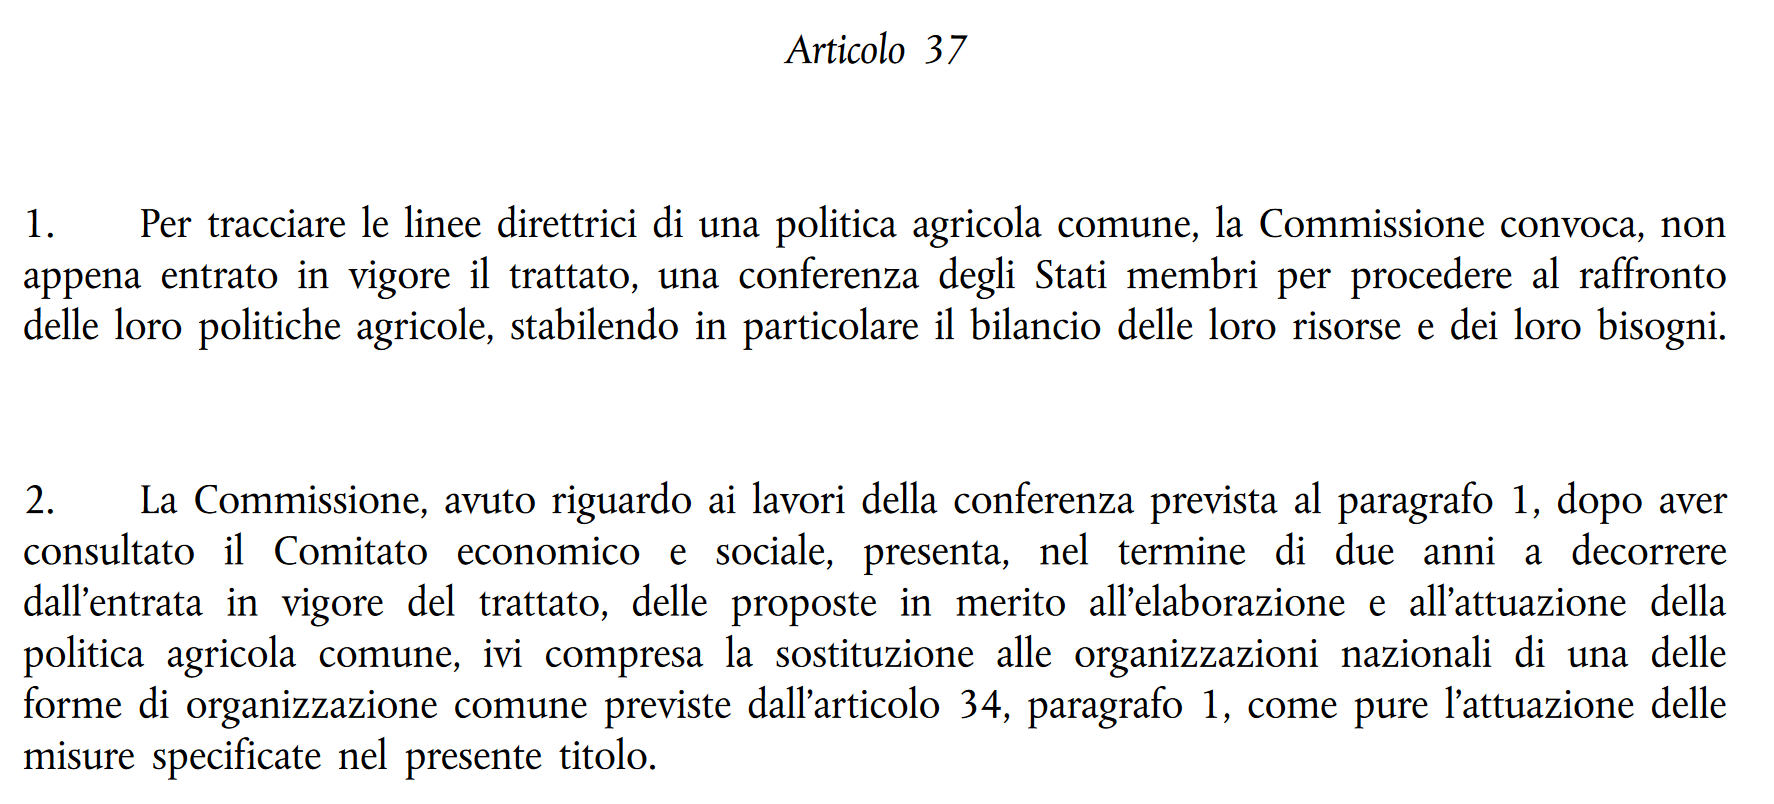 Articolo 37
1. Per tracciare le linee direttrici di una politica agricola comune, la Commissione convoca, non
appena entrato in vigore il trattato, una conferenza degli Stati membri per procedere al raffronto
delle loro politiche agricole, stabilendo in particolare il bilancio delle loro risorse e dei loro bisogni.
2. La Commissione, avuto riguardo ai lavori della conferenza prevista al paragrafo 1, dopo aver
consultato il Comitato economico e sociale, presenta, nel termine di due anni a decorrere
dall’entrata in vigore del trattato, delle proposte in merito all’elaborazione e all’attuazione della
politica agricola comune, ivi compresa la sostituzione alle organizzazioni nazionali di una delle
forme di organizzazione comune previste dall’articolo 34, paragrafo 1, come pure l’attuazione delle
misure specificate nel presente titolo.